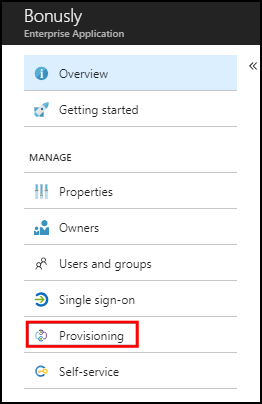 Bonusly
Enterprise Application
Overview
Getting started
MANAGE
Properties
Owners
Users and groups
Single sign-on
Provisioning
Self-service